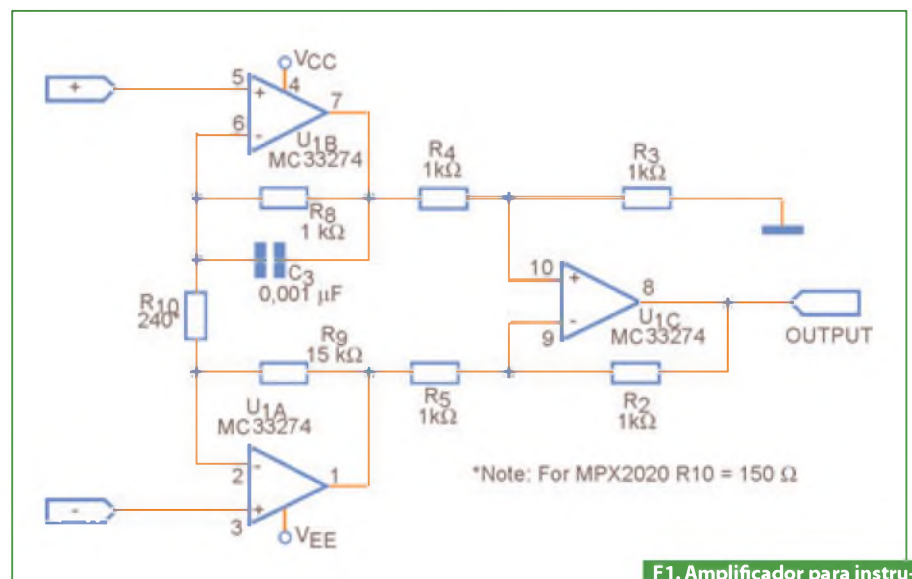 +
5
VCC
4
7
6
+
-
U1B
MC33274
R4
1kΩ
R3
1kΩ
R8
1 kΩ
C3
0,001 µF
R10
240*
10
+
8
9
-
U1C
MC33274
OUTPUT
R9
15 kΩ
R5
1kΩ
R2
1kΩ
U1A
MC33274
2
-
1
3
+
-
VEE
*Note: For MPX2020 R10 = 150 Ω
F1. Amplificador para instru-